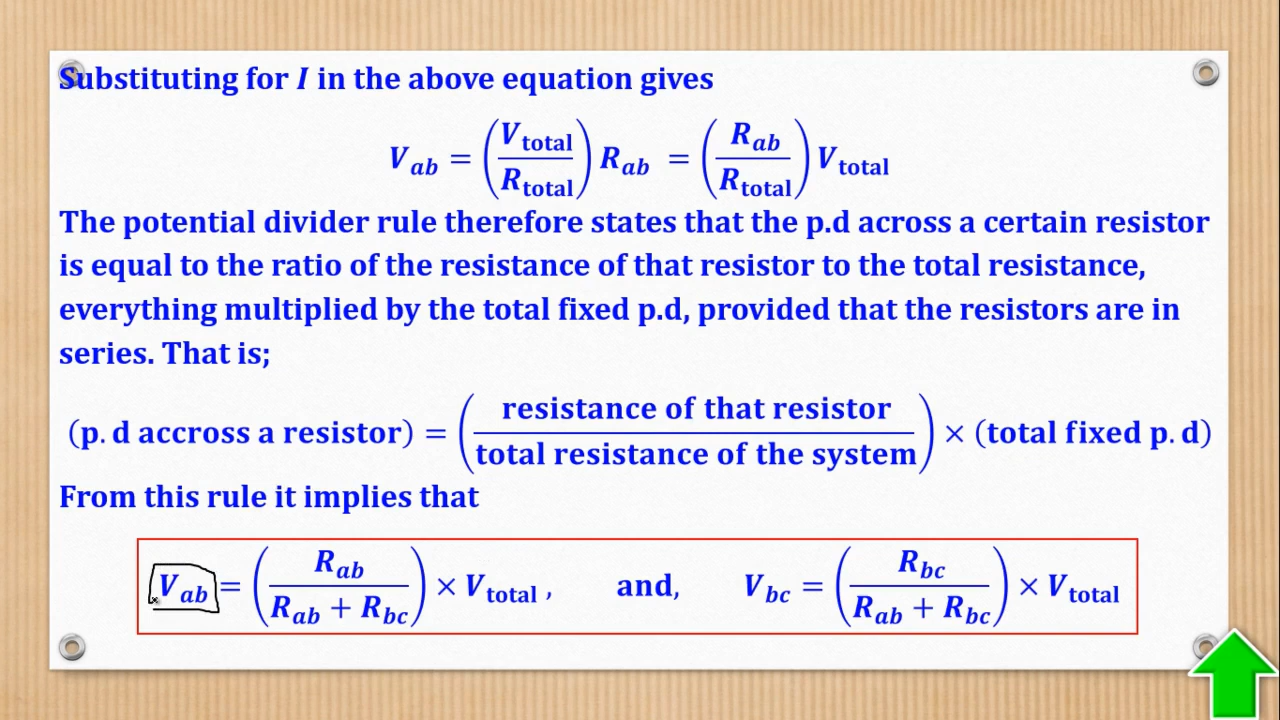 Substituting for I in the above equation gives
V_ab = (V_total / R_total) R_ab = (R_ab / R_total) V_total
The potential divider rule therefore states that the p.d across a certain resistor
is equal to the ratio of the resistance of that resistor to the total resistance,
everything multiplied by the total fixed p.d, provided that the resistors are in
series. That is;
(p.d accross a resistor) = (resistance of that resistor / total resistance of the system) × (total fixed p.d)
From this rule it implies that
V_ab = (R_ab / R_ab + R_bc) × V_total , and, V_bc = (R_bc / R_ab + R_bc) × V_total